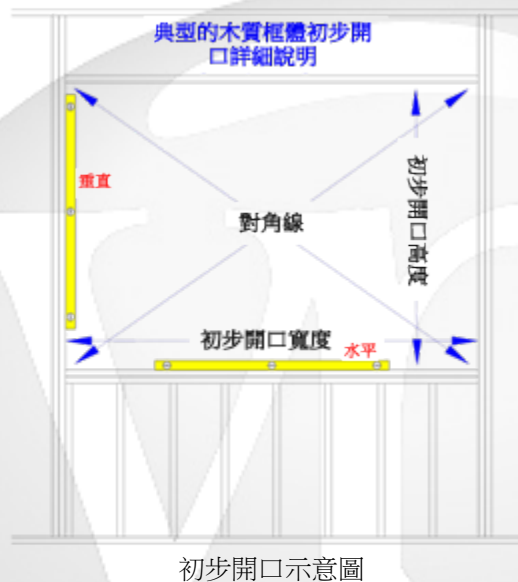 典型的木質框體初步開
口詳細說明
垂直
對角線
初步開口高度
初步開口寬度
水平
初步開口示意圖